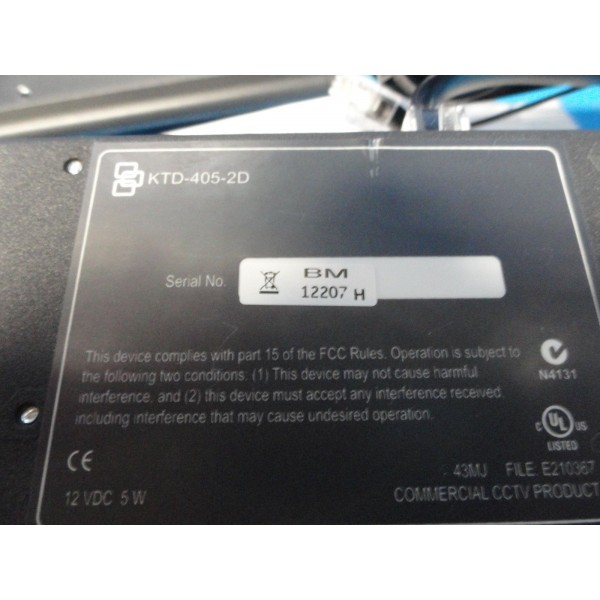 KTD-405-2D
Serial No. BM
12207 H
This device complies with part 15 of the FCC Rules. Operation is subject to
the following two conditions: (1) This device may not cause harmful
interference, and (2) this device must accept any interference received,
including interference that may cause undesired operation.
N4131
C UL US
LISTED
CE
43MJ FILE: E210367
12 VDC 5 W
COMMERCIAL CCTV PRODUCT